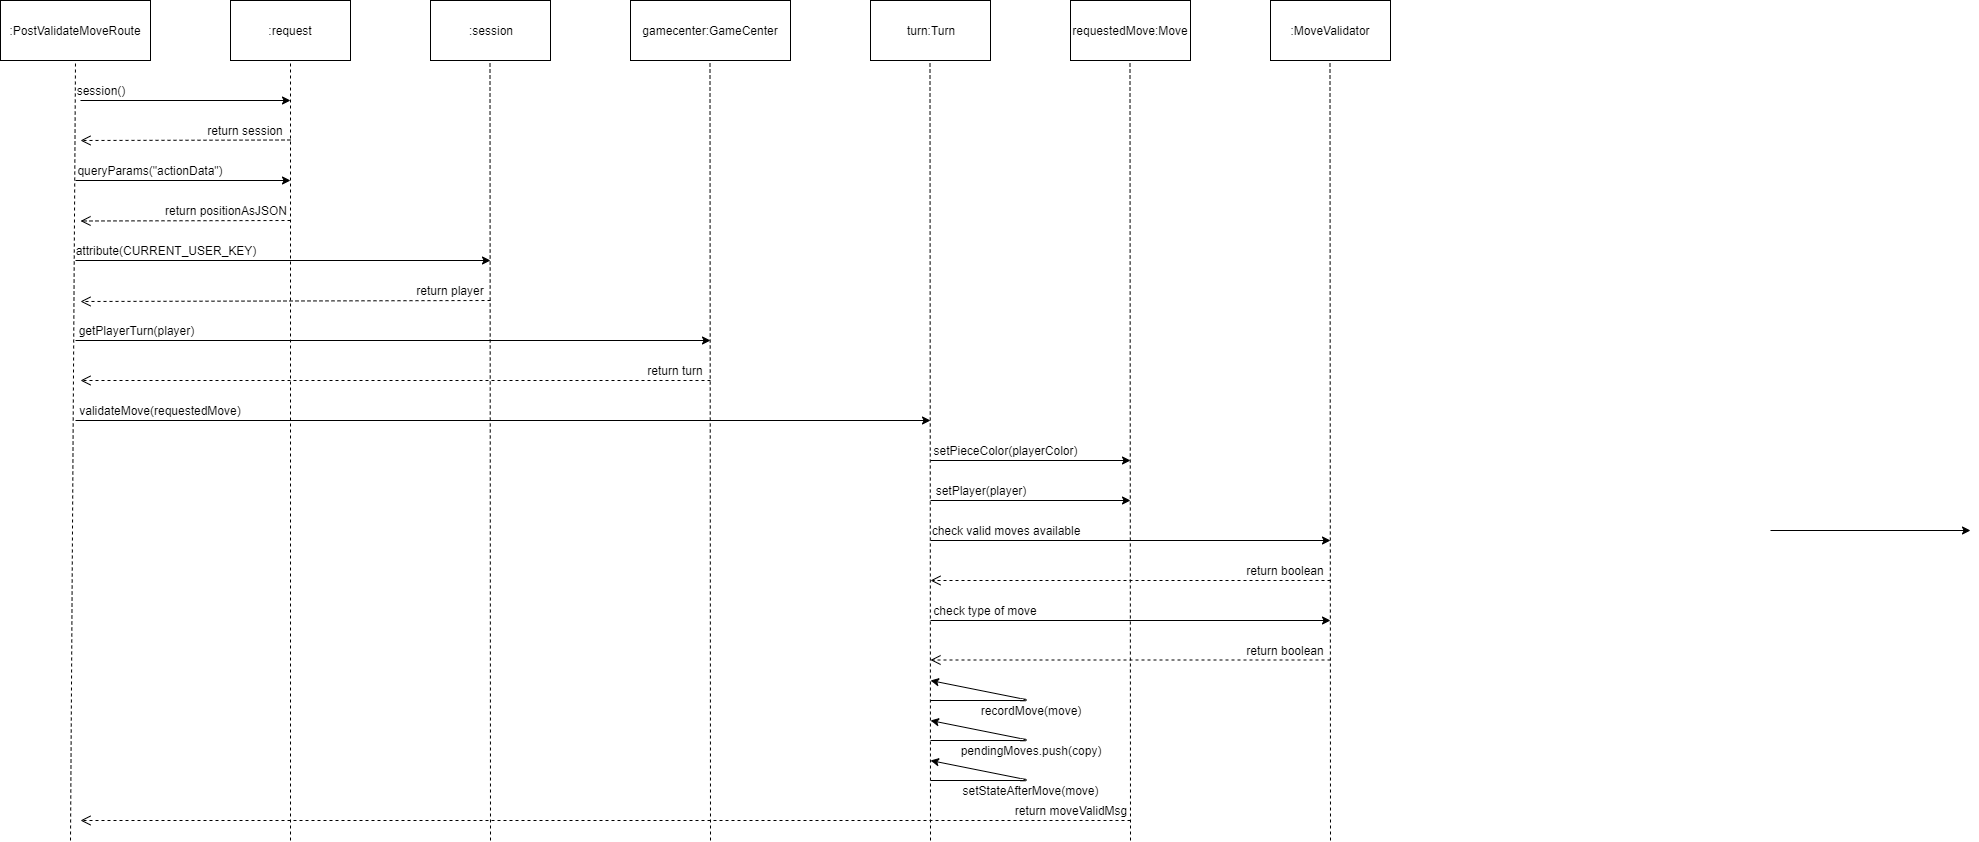 :PostValidateMoveRoute
:request
:session
gamecenter:GameCenter
turn:Turn
requestedMove:Move
:MoveValidator
session()
return session
queryParams("actionData")
return positionAsJSON
attribute(CURRENT_USER_KEY)
return player
getPlayerTurn(player)
return turn
validateMove(requestedMove)
setPieceColor(playerColor)
setPlayer(player)
check valid moves available
return boolean
check type of move
return boolean
recordMove(move)
pendingMoves.push(copy)
setStateAfterMove(move)
return moveValidMsg